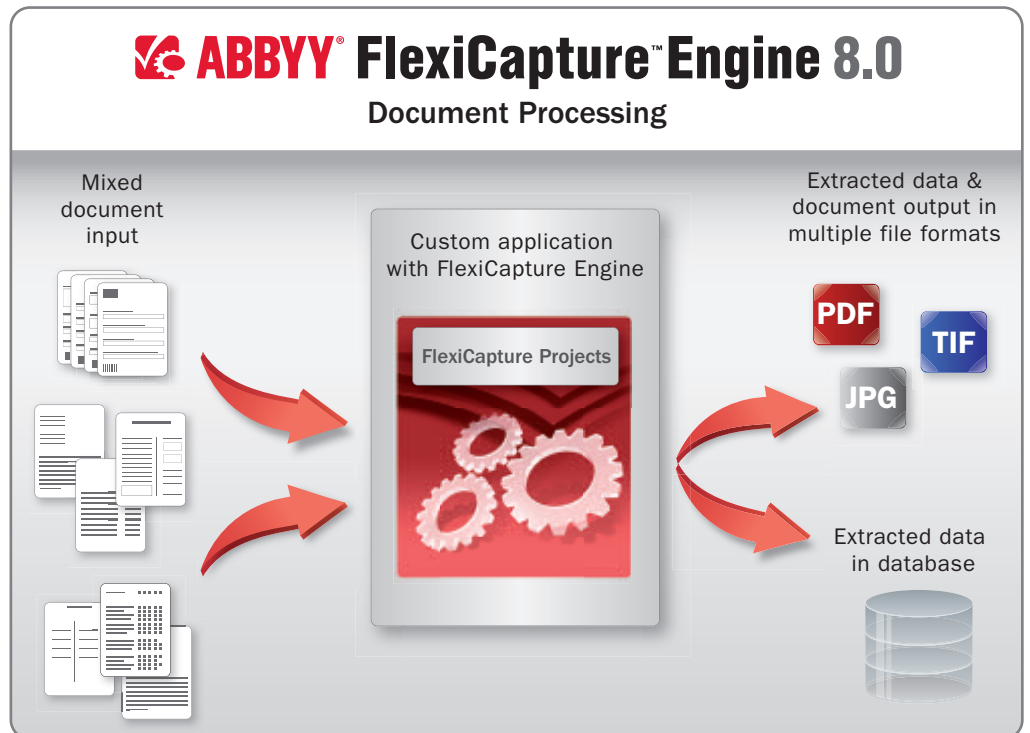 ABBYY® FlexiCapture™ Engine 8.0
Document Processing
Mixed
document
input
Custom application
with FlexiCapture Engine
FlexiCapture Projects
Extracted data &
document output in
multiple file formats
PDF
TIF
JPG
Extracted data
in database